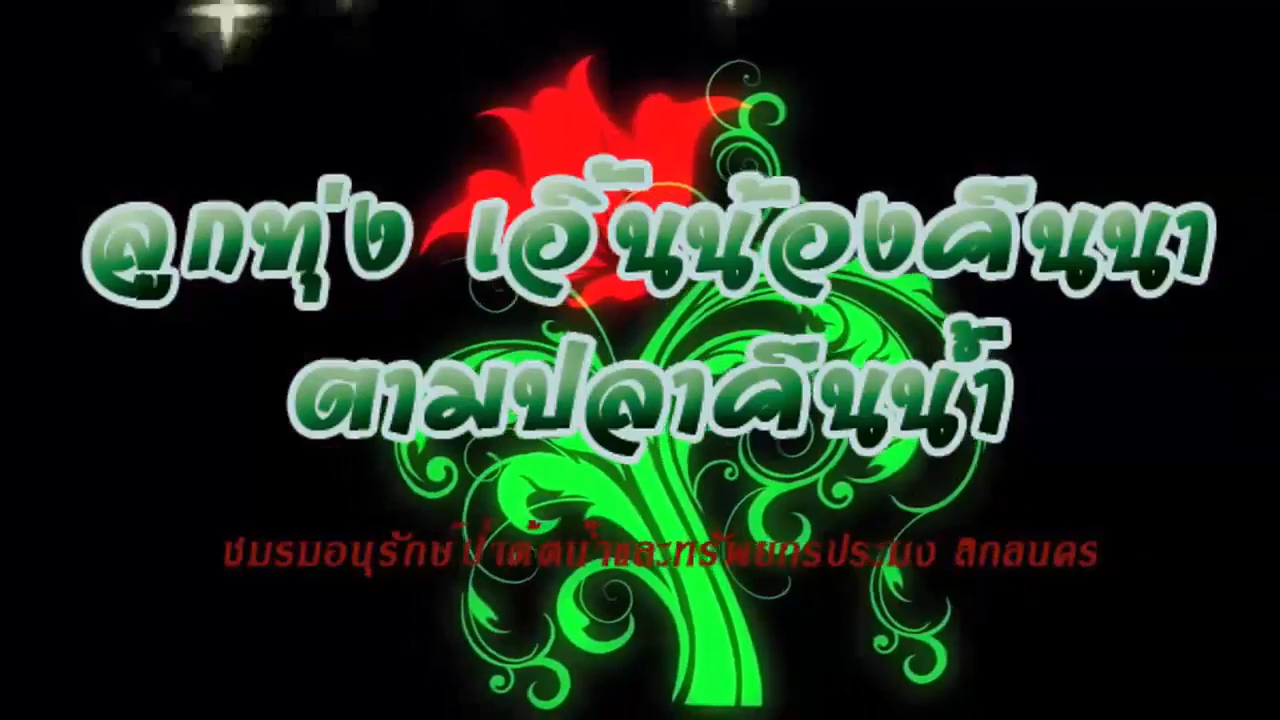 ลูกทุ่ง เอิ้นน้องคืนนา
ตามปลาคืนน้ำ
ชมรมอนุรักษ์ป่าต้นน้ำและทรัพยกรประมง สกลนคร